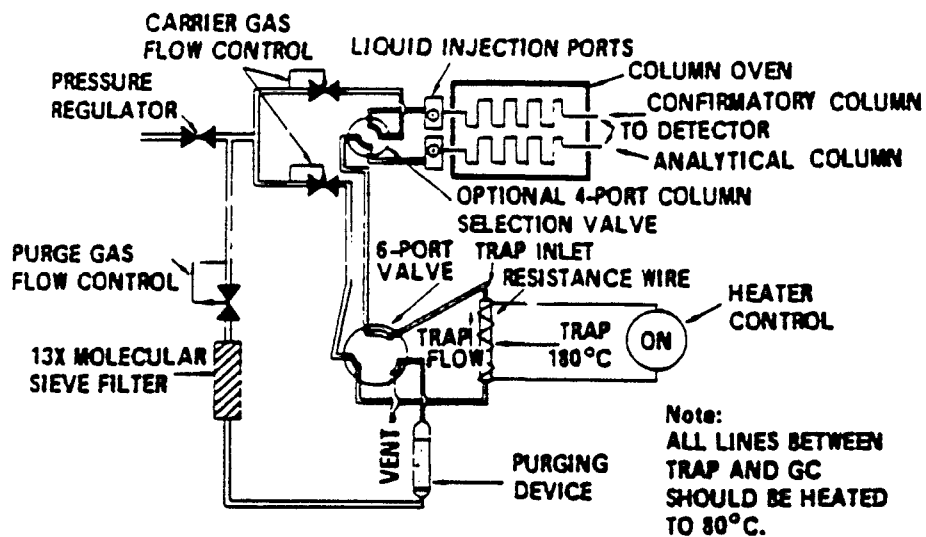 CARRIER GAS
FLOW CONTROL
LIQUID INJECTION PORTS
PRESSURE
REGULATOR
COLUMN OVEN
CONFIRMATORY COLUMN
TO DETECTOR
ANALYTICAL COLUMN
OPTIONAL 4-PORT COLUMN
SELECTION VALVE
PURGE GAS
FLOW CONTROL
6-PORT
VALVE
TRAP INLET
RESISTANCE WIRE
HEATER
CONTROL
TRAP
FLOW
TRAP
180°C
ON
13X MOLECULAR
SIEVE FILTER
VENT
PURGING
DEVICE
Note:
ALL LINES BETWEEN
TRAP AND GC
SHOULD BE HEATED
TO 80°C.